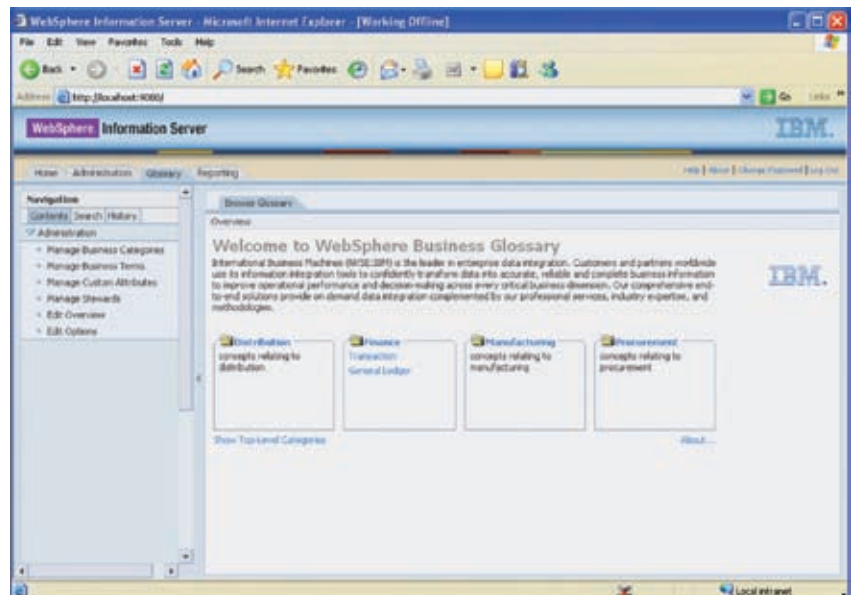 WebSphere Information Server - Microsoft Internet Explorer - [Working Offline]
File Edit View Favorites Tools Help
Back Search Favorites
Address http://localhost:9080/ Go Links »
WebSphere Information Server IBM.
Home Administration Glossary Reporting Help | About | Change Password | Log Out
Navigation
Contents Search History
Administration
Manage Business Categories
Manage Business Terms
Manage Custom Attributes
Manage Stewards
Edit Overview
Edit Options
Browse Glossary
Overview
Welcome to WebSphere Business Glossary
International Business Machines (NYSE:IBM) is the leader in enterprise data integration. Customers and partners worldwide
use its information integration tools to confidently transform data into accurate, reliable and complete business information
to improve operational performance and decision-making across every critical business dimension. Our comprehensive end-
to-end solutions provide on demand data integration complemented by our professional services, industry expertise, and
methodologies.
IBM.
Distribution
concepts relating to
distribution
Finance
Transaction
General Ledger
Manufacturing
concepts relating to
manufacturing
Procurement
concepts relating to
procurement
Show Top-Level Categories
About...
Local intranet